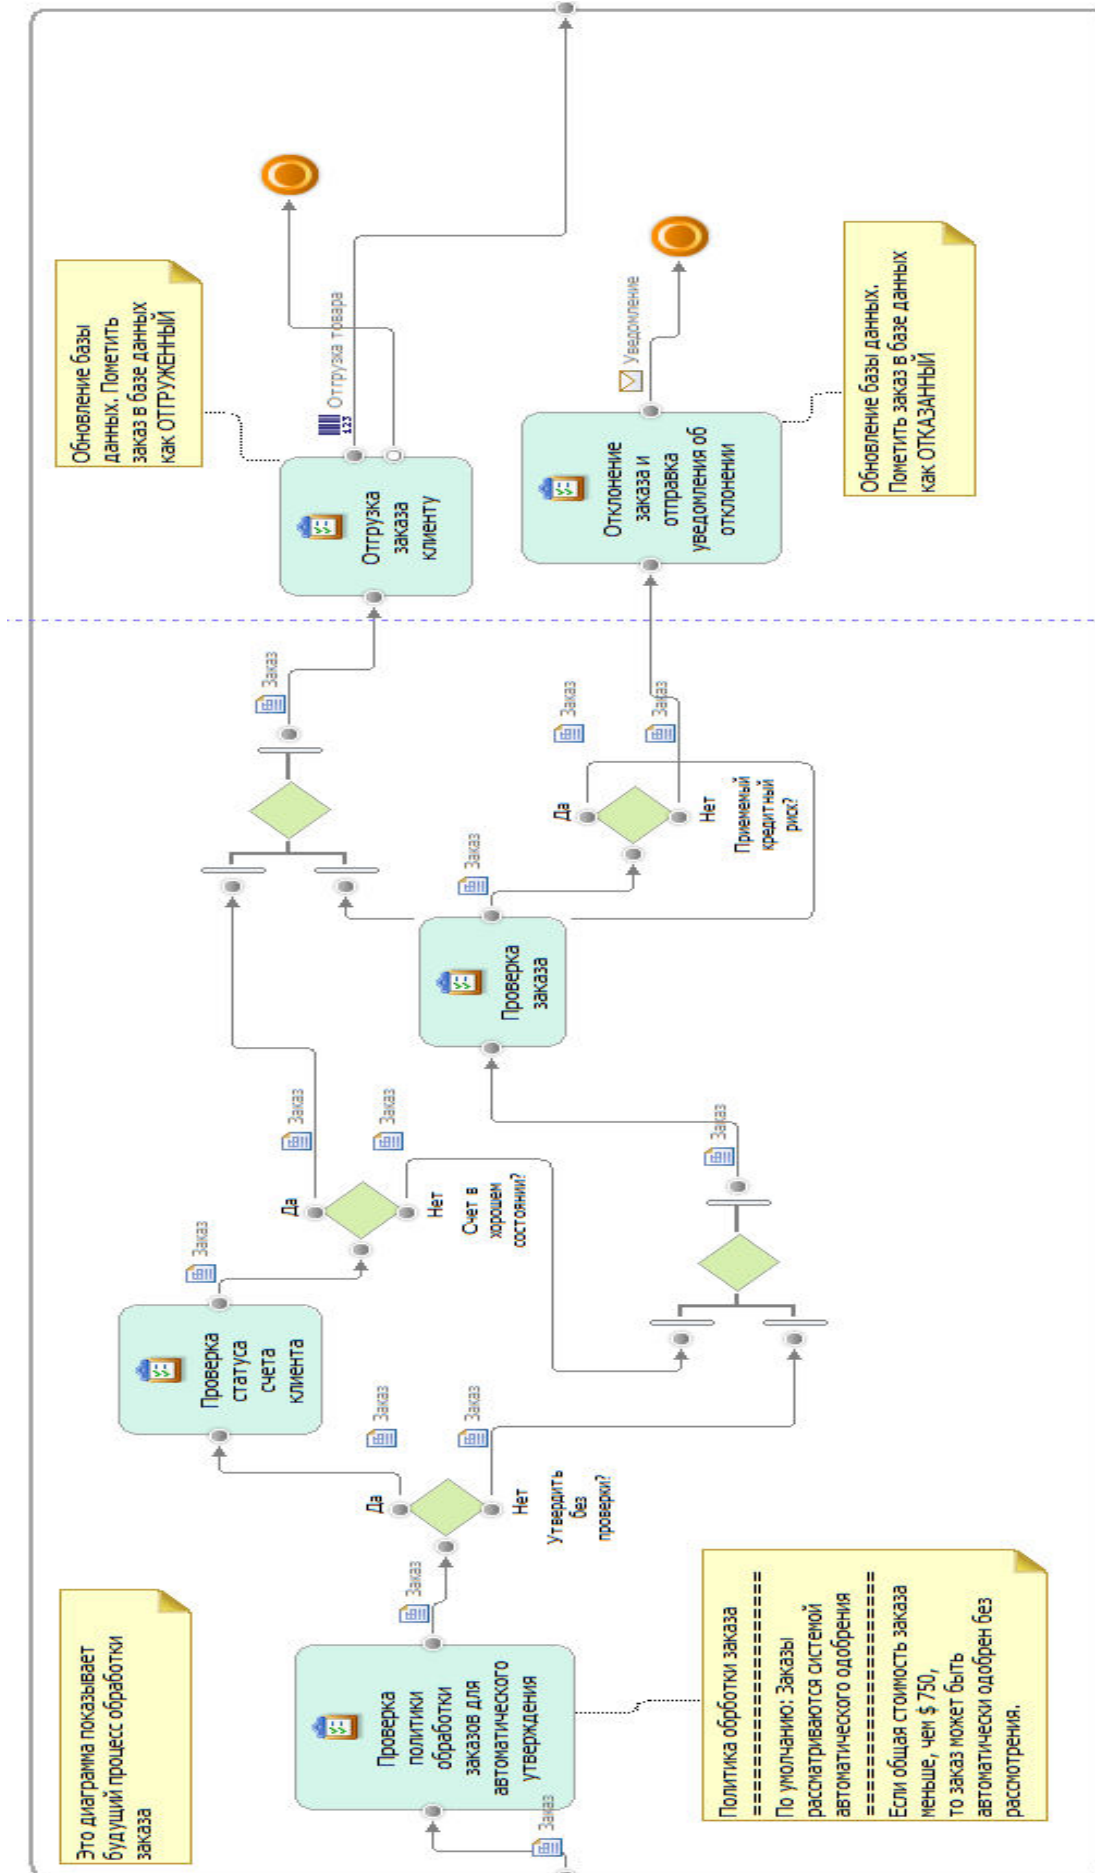 Это диаграмма показывает
будущий процесс обработки
заказа
Заказ
Проверка
политики
обработки
заказов для
автоматического
утверждения
Политика обрботки заказа
==========================
По умолчанию: Заказы
рассматриваются системой
автоматического одобрения
==========================
Если общая стоимость заказа
меньше, чем $ 750,
то заказ может быть
автоматически одобрен без
рассмотрения.
Заказ
Да
Нет
Утвердить
без
проверки?
Заказ
Заказ
Проверка
статуса
счета
клиента
Заказ
Да
Нет
Счет в
хорошем
состоянии?
Заказ
Заказ
Заказ
Проверка
заказа
Заказ
Да
Нет
Приемемый
кредитный
риск?
Заказ
Заказ
Заказ
Отгрузка
заказа
клиенту
123
Отгрузка товара
Обновление базы
данных. Пометить
заказ в базе данных
как ОТГРУЖЕННЫЙ
Отклонение
заказа и
отправка
уведомления об
отклонении
Уведомление
Обновление базы данных.
Пометить заказ в базе данных
как ОТКАЗАННЫЙ